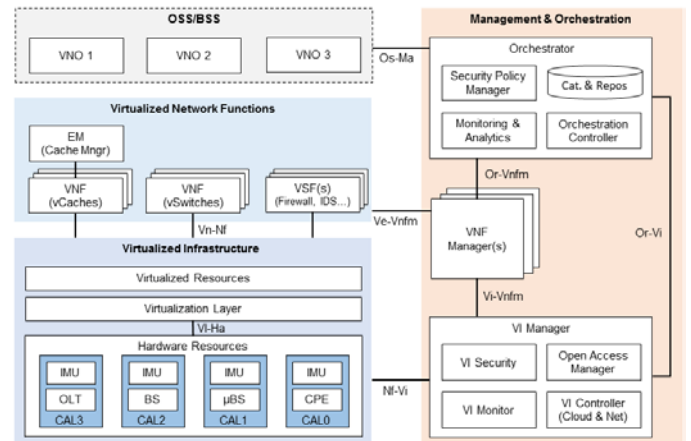 OSS/BSS
VNO 1
VNO 2
VNO 3
Os-Ma
Virtualized Network Functions
EM
(Cache Mngr)
VNF
(vCaches)
VNF
(vSwitches)
VSF(s)
(Firewall, IDS...)
Vn-Nf
Ve-Vnfm
Virtualized Infrastructure
Virtualized Resources
Virtualization Layer
VI-Ha
Hardware Resources
IMU
OLT
CAL3
IMU
BS
CAL2
IMU
µBS
CAL1
IMU
CPE
CAL0
Nf-Vi
Management & Orchestration
Orchestrator
Security Policy
Manager
Cat. & Repos
Monitoring &
Analytics
Orchestration
Controller
Or-Vnfm
VNF
Manager(s)
Or-Vi
Vi-Vnfm
VI Manager
VI Security
Open Access
Manager
VI Monitor
VI Controller
(Cloud & Net)